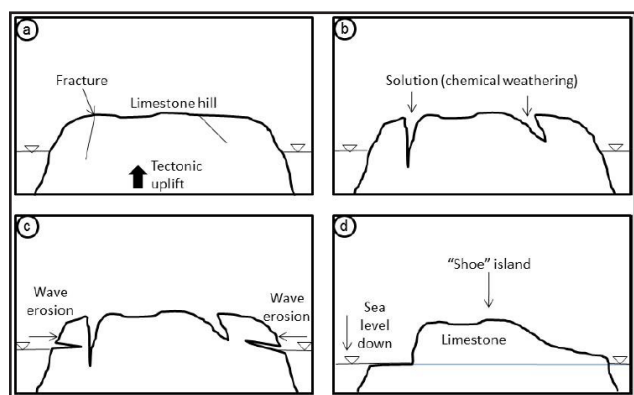 a
Fracture
Limestone hill
Tectonic
uplift
b
Solution (chemical weathering)
c
Wave
erosion
Wave
erosion
d
"Shoe" island
Sea
level
down
Limestone